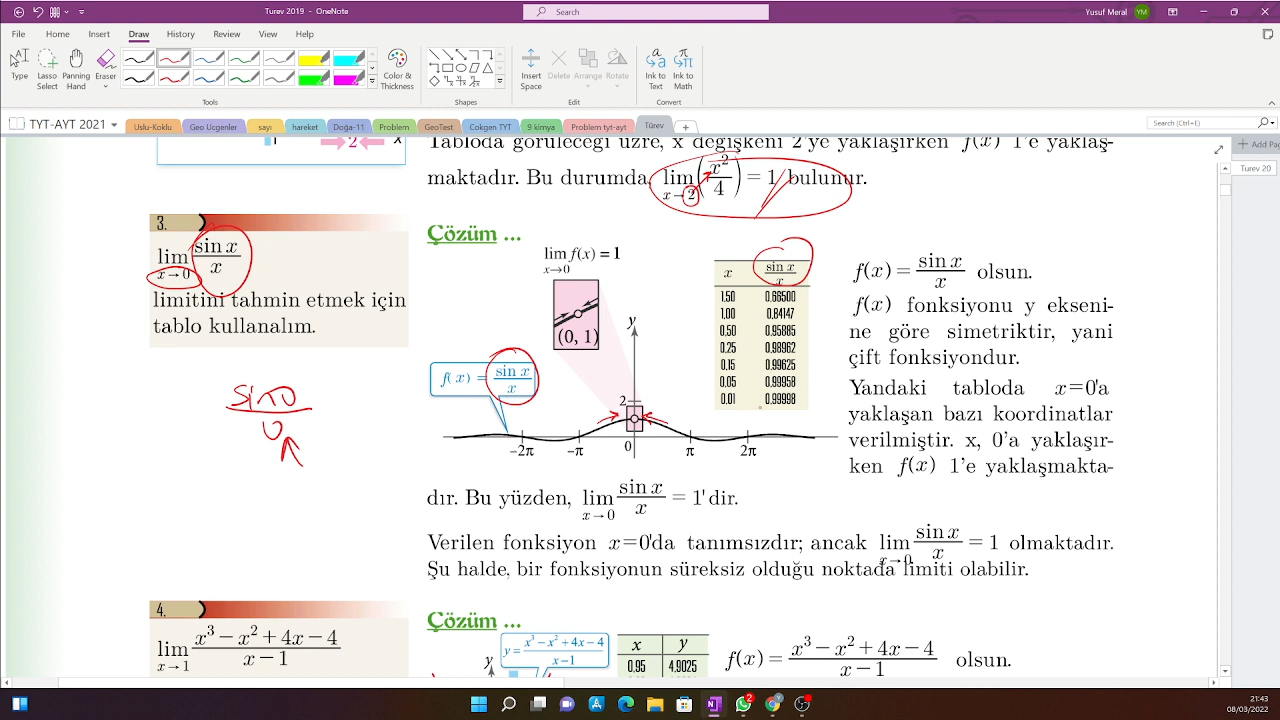 Turev 2019 - OneNote
Search
Yusuf Meral
YM
File Home Insert Draw History Review View Help
Type
Lasso Select
Panning Hand
Eraser
Color & Thickness
Insert Space
Delete
Arrange
Rotate
Ink to Text
Ink to Math
Tools
Shapes
Edit
Convert
TYT-AYT 2021
Uslu-Koklu
Geo Ucgenler
sayı
hareket
Doğa-11
Problem
GeoTest
Cokgen TYT
9 kimya
Problem tyt-ayt
Türev
Search (Ctrl+E)
Add Pag
Turev 20
2 x
Tabloda görüleceği üzre, x değişkeni 2'ye yaklaşırken f(x) 1'e yaklaş-
maktadır. Bu durumda, lim x→2 (x²/4) = 1 bulunur.
3.
lim x→0 sin x / x
limitini tahmin etmek için
tablo kullanalım.
sin0
0
Çözüm ...
lim f(x) = 1
x→0
(0, 1)
f(x) = sin x / x
y
2
0
−2π −π π 2π
x sin x / x
1,50 0.66500
1.00 0.84147
0,50 0.95885
0.25 0.98962
0.15 0.99625
0.05 0.99958
0.01 0.99998
f(x) = sin x / x olsun.
f(x) fonksiyonu y ekseni-
ne göre simetriktir, yani
çift fonksiyondur.
Yandaki tabloda x=0'a
yaklaşan bazı koordinatlar
verilmiştir. x, 0'a yaklaşır-
ken f(x) 1'e yaklaşmakta-
dır. Bu yüzden, lim x→0 sin x / x = 1'dir.
Verilen fonksiyon x=0'da tanımsızdır; ancak lim x→0 sin x / x = 1 olmaktadır.
Şu halde, bir fonksiyonun süreksiz olduğu noktada limiti olabilir.
4.
lim x→1 x³ − x² + 4x − 4 / x − 1
Çözüm ...
y
y = x³ − x² + 4x − 4 / x−1
x y
0,95 4,9025
f(x) = x³ − x² + 4x − 4 / x − 1 olsun.
2
21:43
08/03/2022